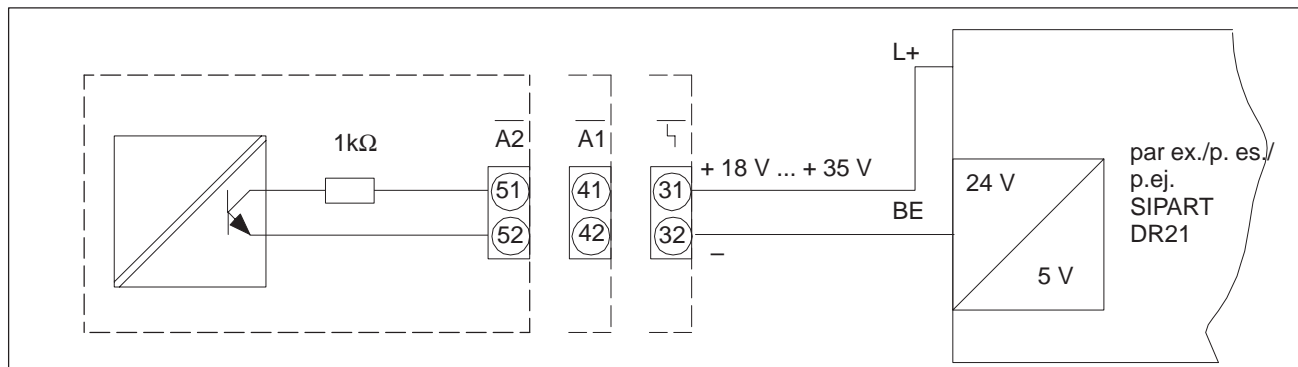 L+
1kΩ
A2
A1
51
52
41
42
31
32
+ 18 V ... + 35 V
–
BE
24 V
5 V
par ex./p. es./
p.ej.
SIPART
DR21